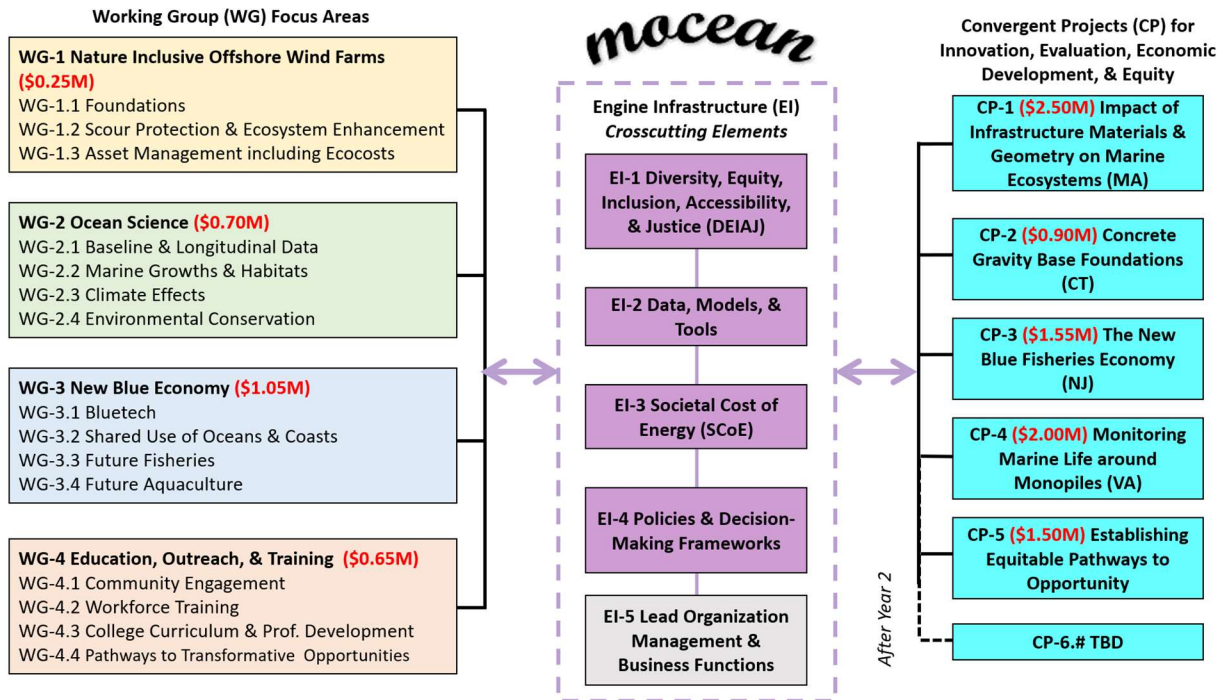 Working Group (WG) Focus Areas
WG-1 Nature Inclusive Offshore Wind Farms
($0.25M)
WG-1.1 Foundations
WG-1.2 Scour Protection & Ecosystem Enhancement
WG-1.3 Asset Management including Ecocosts
WG-2 Ocean Science ($0.70M)
WG-2.1 Baseline & Longitudinal Data
WG-2.2 Marine Growths & Habitats
WG-2.3 Climate Effects
WG-2.4 Environmental Conservation
WG-3 New Blue Economy ($1.05M)
WG-3.1 Bluetech
WG-3.2 Shared Use of Oceans & Coasts
WG-3.3 Future Fisheries
WG-3.4 Future Aquaculture
WG-4 Education, Outreach, & Training ($0.65M)
WG-4.1 Community Engagement
WG-4.2 Workforce Training
WG-4.3 College Curriculum & Prof. Development
WG-4.4 Pathways to Transformative Opportunities
mocean
Engine Infrastructure (EI)
Crosscutting Elements
EI-1 Diversity, Equity,
Inclusion, Accessibility,
& Justice (DEIAJ)
EI-2 Data, Models, &
Tools
EI-3 Societal Cost of
Energy (SCoE)
EI-4 Policies & Decision-
Making Frameworks
EI-5 Lead Organization
Management &
Business Functions
Convergent Projects (CP) for
Innovation, Evaluation, Economic
Development, & Equity
CP-1 ($2.50M) Impact of
Infrastructure Materials &
Geometry on Marine
Ecosystems (MA)
CP-2 ($0.90M) Concrete
Gravity Base Foundations
(CT)
CP-3 ($1.55M) The New
Blue Fisheries Economy
(NJ)
CP-4 ($2.00M) Monitoring
Marine Life around
Monopiles (VA)
CP-5 ($1.50M) Establishing
Equitable Pathways to
Opportunity
After Year 2
CP-6.# TBD